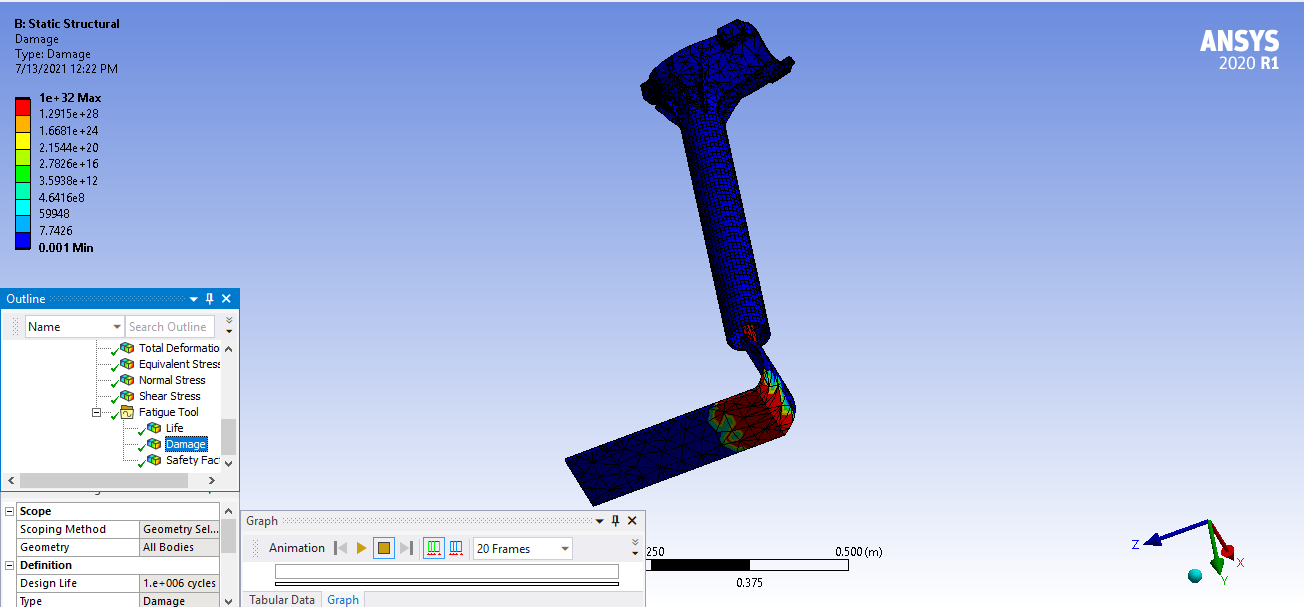 B: Static Structural
Damage
Type: Damage
7/13/2021 12:22 PM
1e+32 Max
1.2915e+28
1.6681e+24
2.1544e+20
2.7826e+16
3.5938e+12
4.6416e8
59948
7.7426
0.001 Min
ANSYS
2020 R1
Outline
Name
Search Outline
Total Deformatio
Equivalent Stress
Normal Stress
Shear Stress
Fatigue Tool
Life
Damage
Safety Fac
Scope
Scoping Method Geometry Sel...
Geometry All Bodies
Definition
Design Life 1.e+006 cycles
Type Damage
Graph
Animation 20 Frames
Tabular Data Graph
250 0.500 (m)
0.375
Z
X
Y